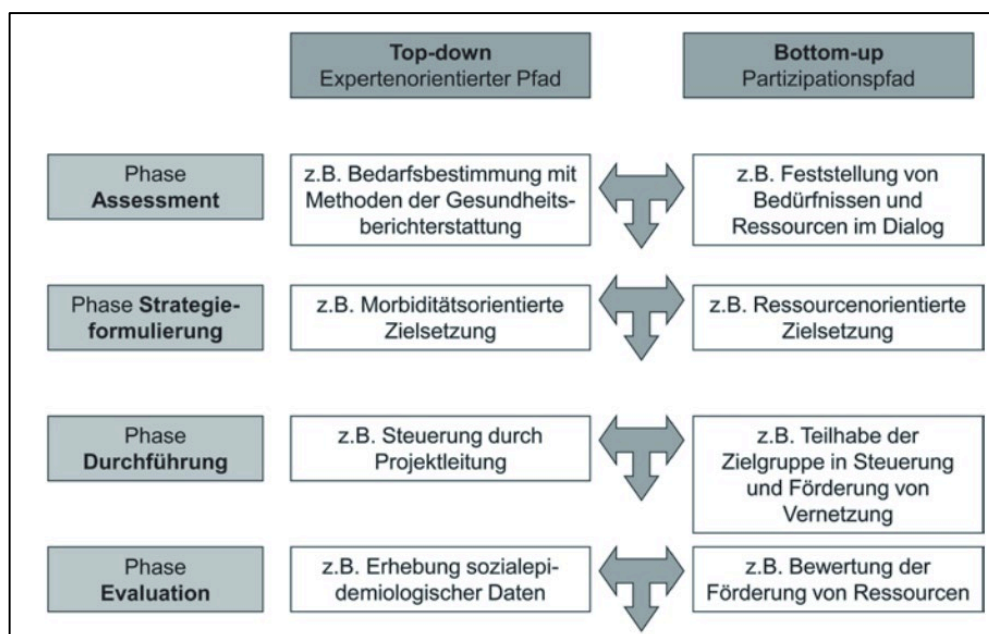 Top-down
Expertenorientierter Pfad
Bottom-up
Partizipationspfad
Phase
Assessment
z.B. Bedarfsbestimmung mit
Methoden der Gesundheits-
berichterstattung
z.B. Feststellung von
Bedürfnissen und
Ressourcen im Dialog
Phase Strategie-
formulierung
z.B. Morbiditätsorientierte
Zielsetzung
z.B. Ressourcenorientierte
Zielsetzung
Phase
Durchführung
z.B. Steuerung durch
Projektleitung
z.B. Teilhabe der
Zielgruppe in Steuerung
und Förderung von
Vernetzung
Phase
Evaluation
z.B. Erhebung sozialepi-
demiologischer Daten
z.B. Bewertung der
Förderung von Ressourcen